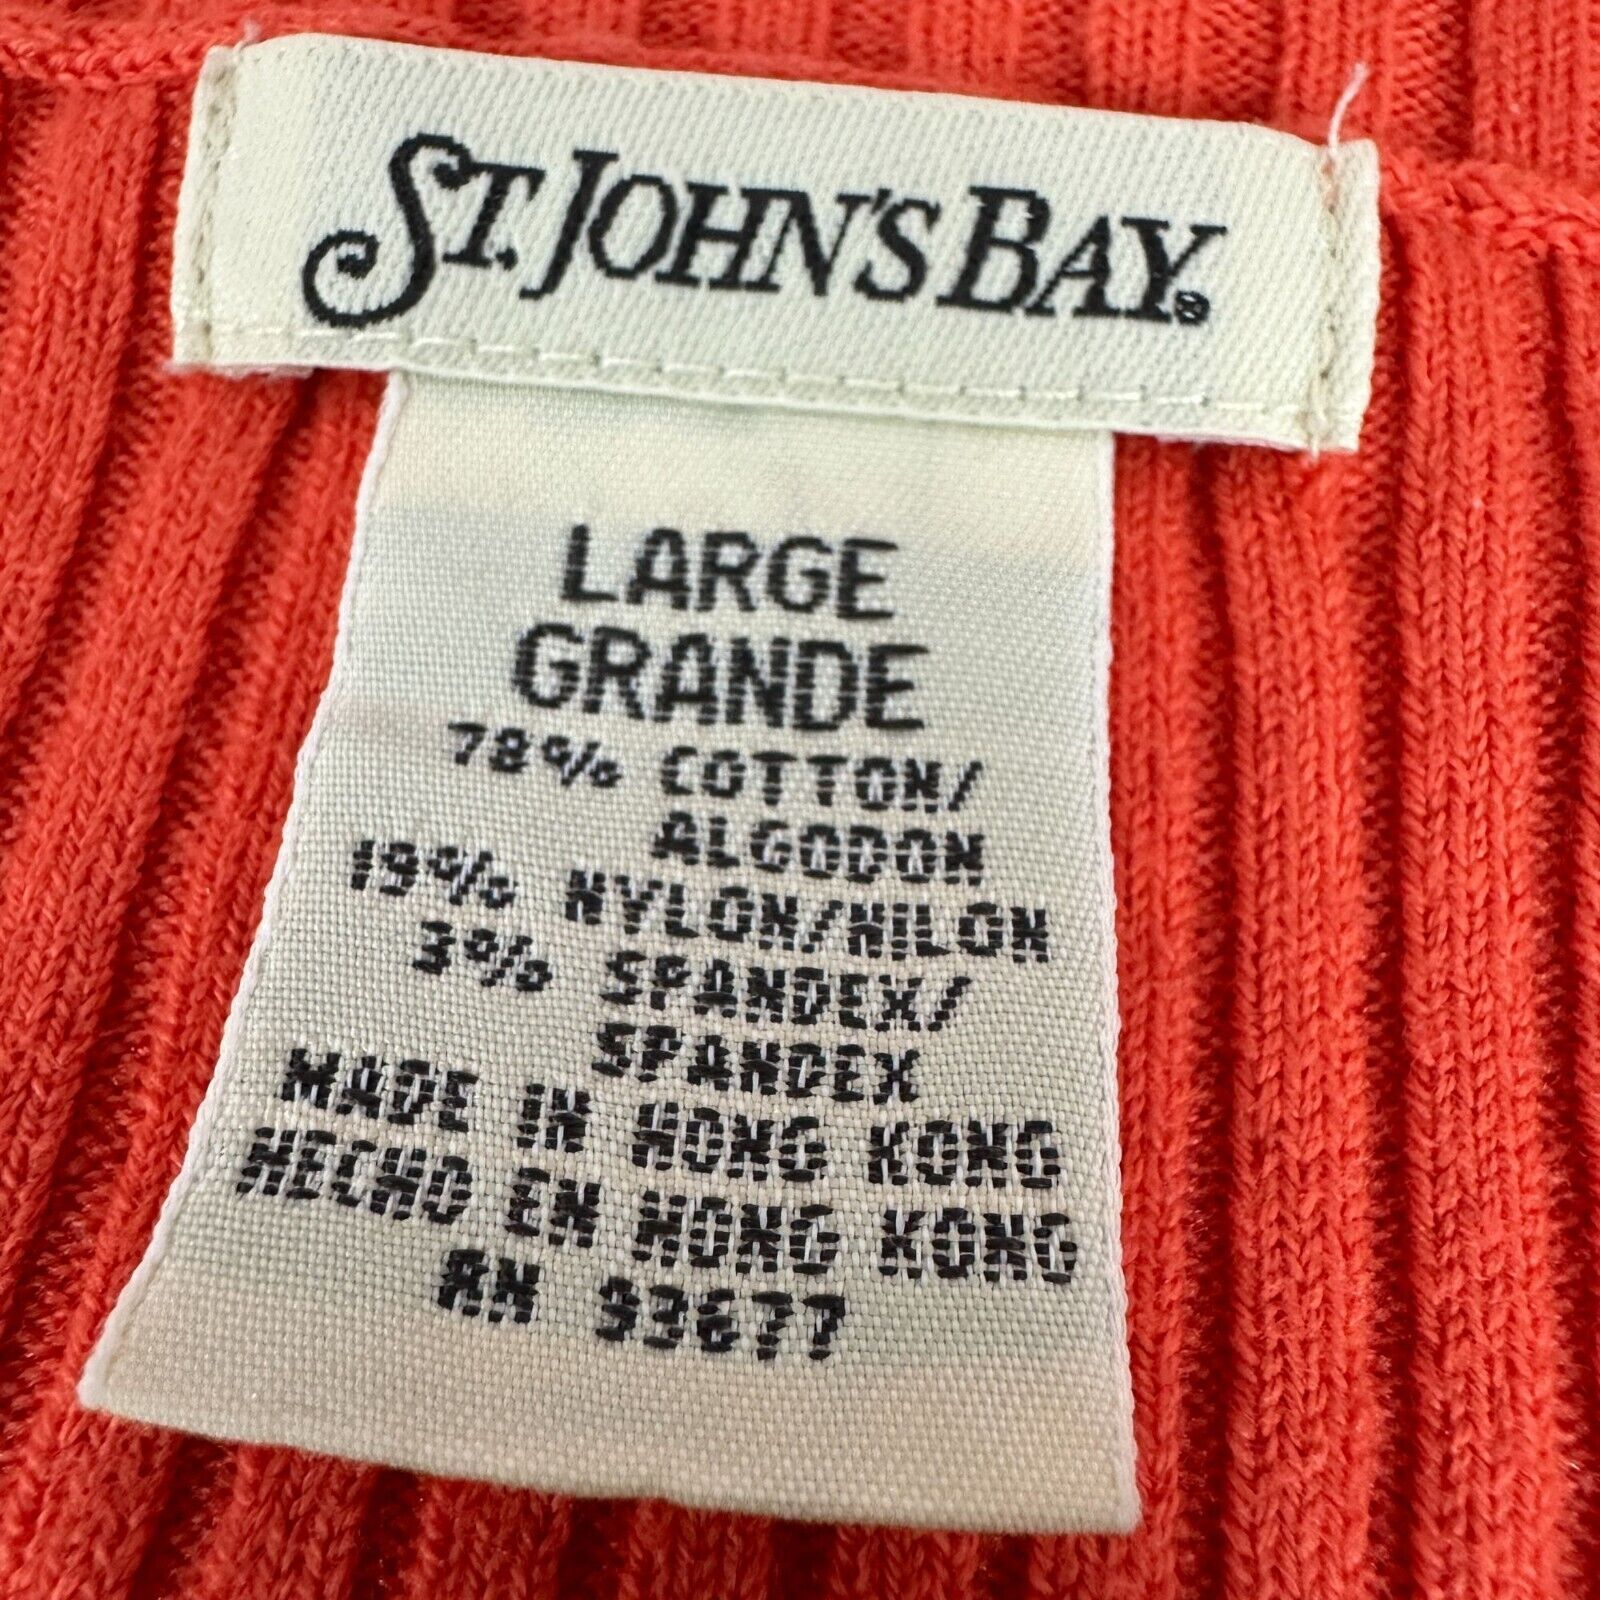 ST. JOHN'S BAY®
LARGE
GRANDE
78% COTTON/
ALGODON
19% NYLON/NILON
3% SPANDEX/
SPANDEX
MADE IN HONG KONG
HECHO EN HONG KONG
RN 93677